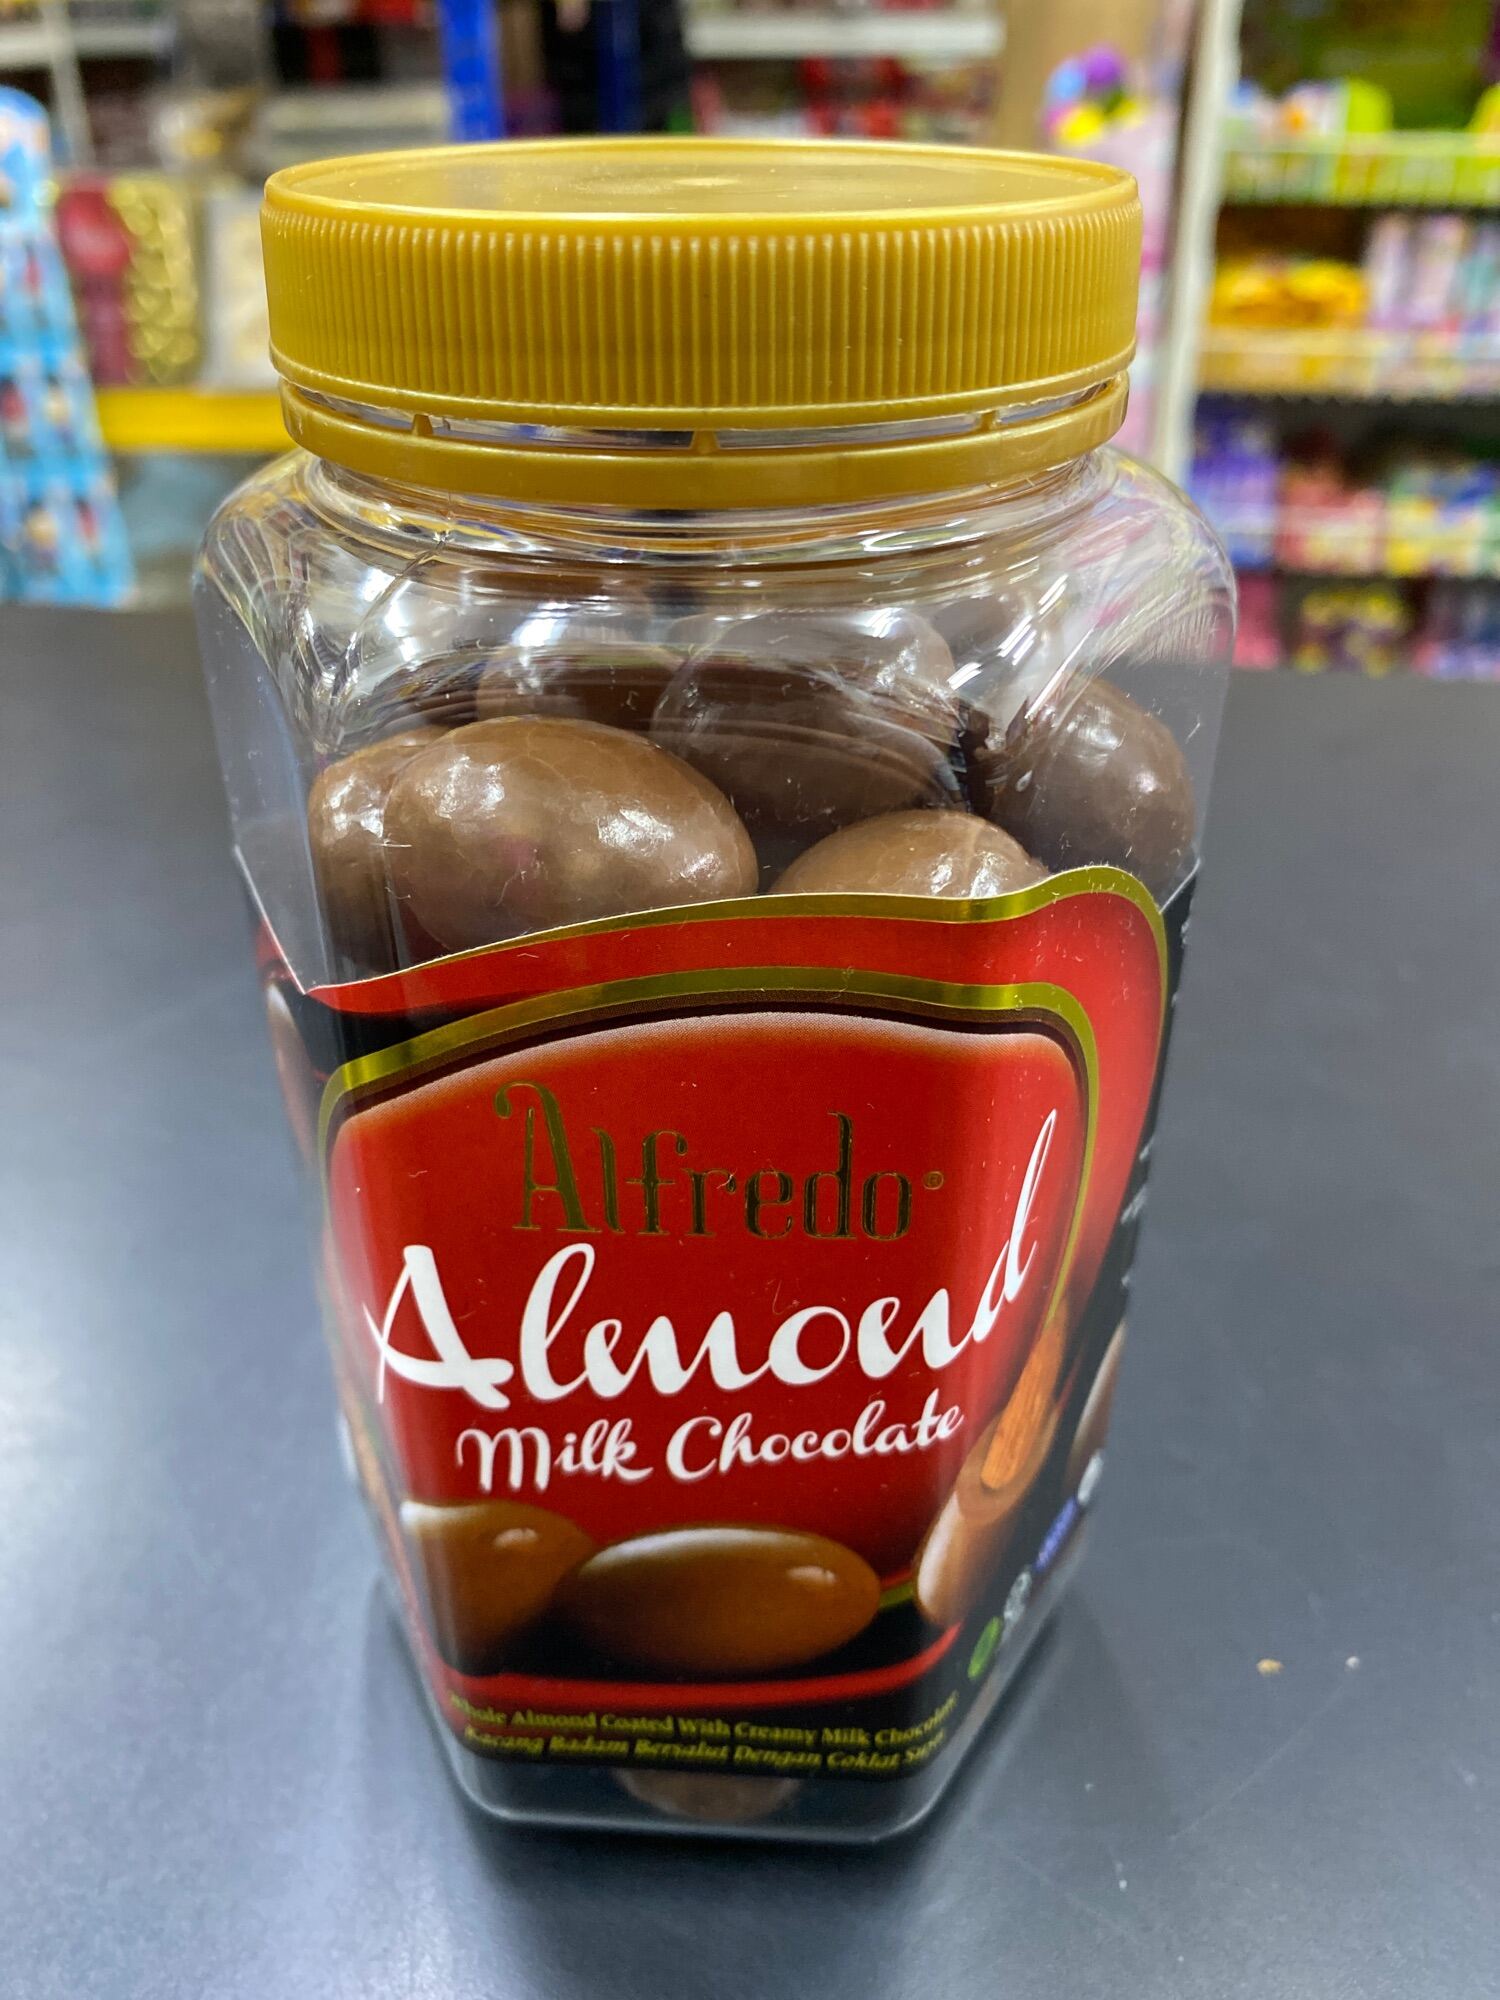 Alfredo®
Almond
Milk Chocolate
Whole Almond Coated With Creamy Milk Chocolate
Kacang Badam Bersalut Dengan Coklat Susu